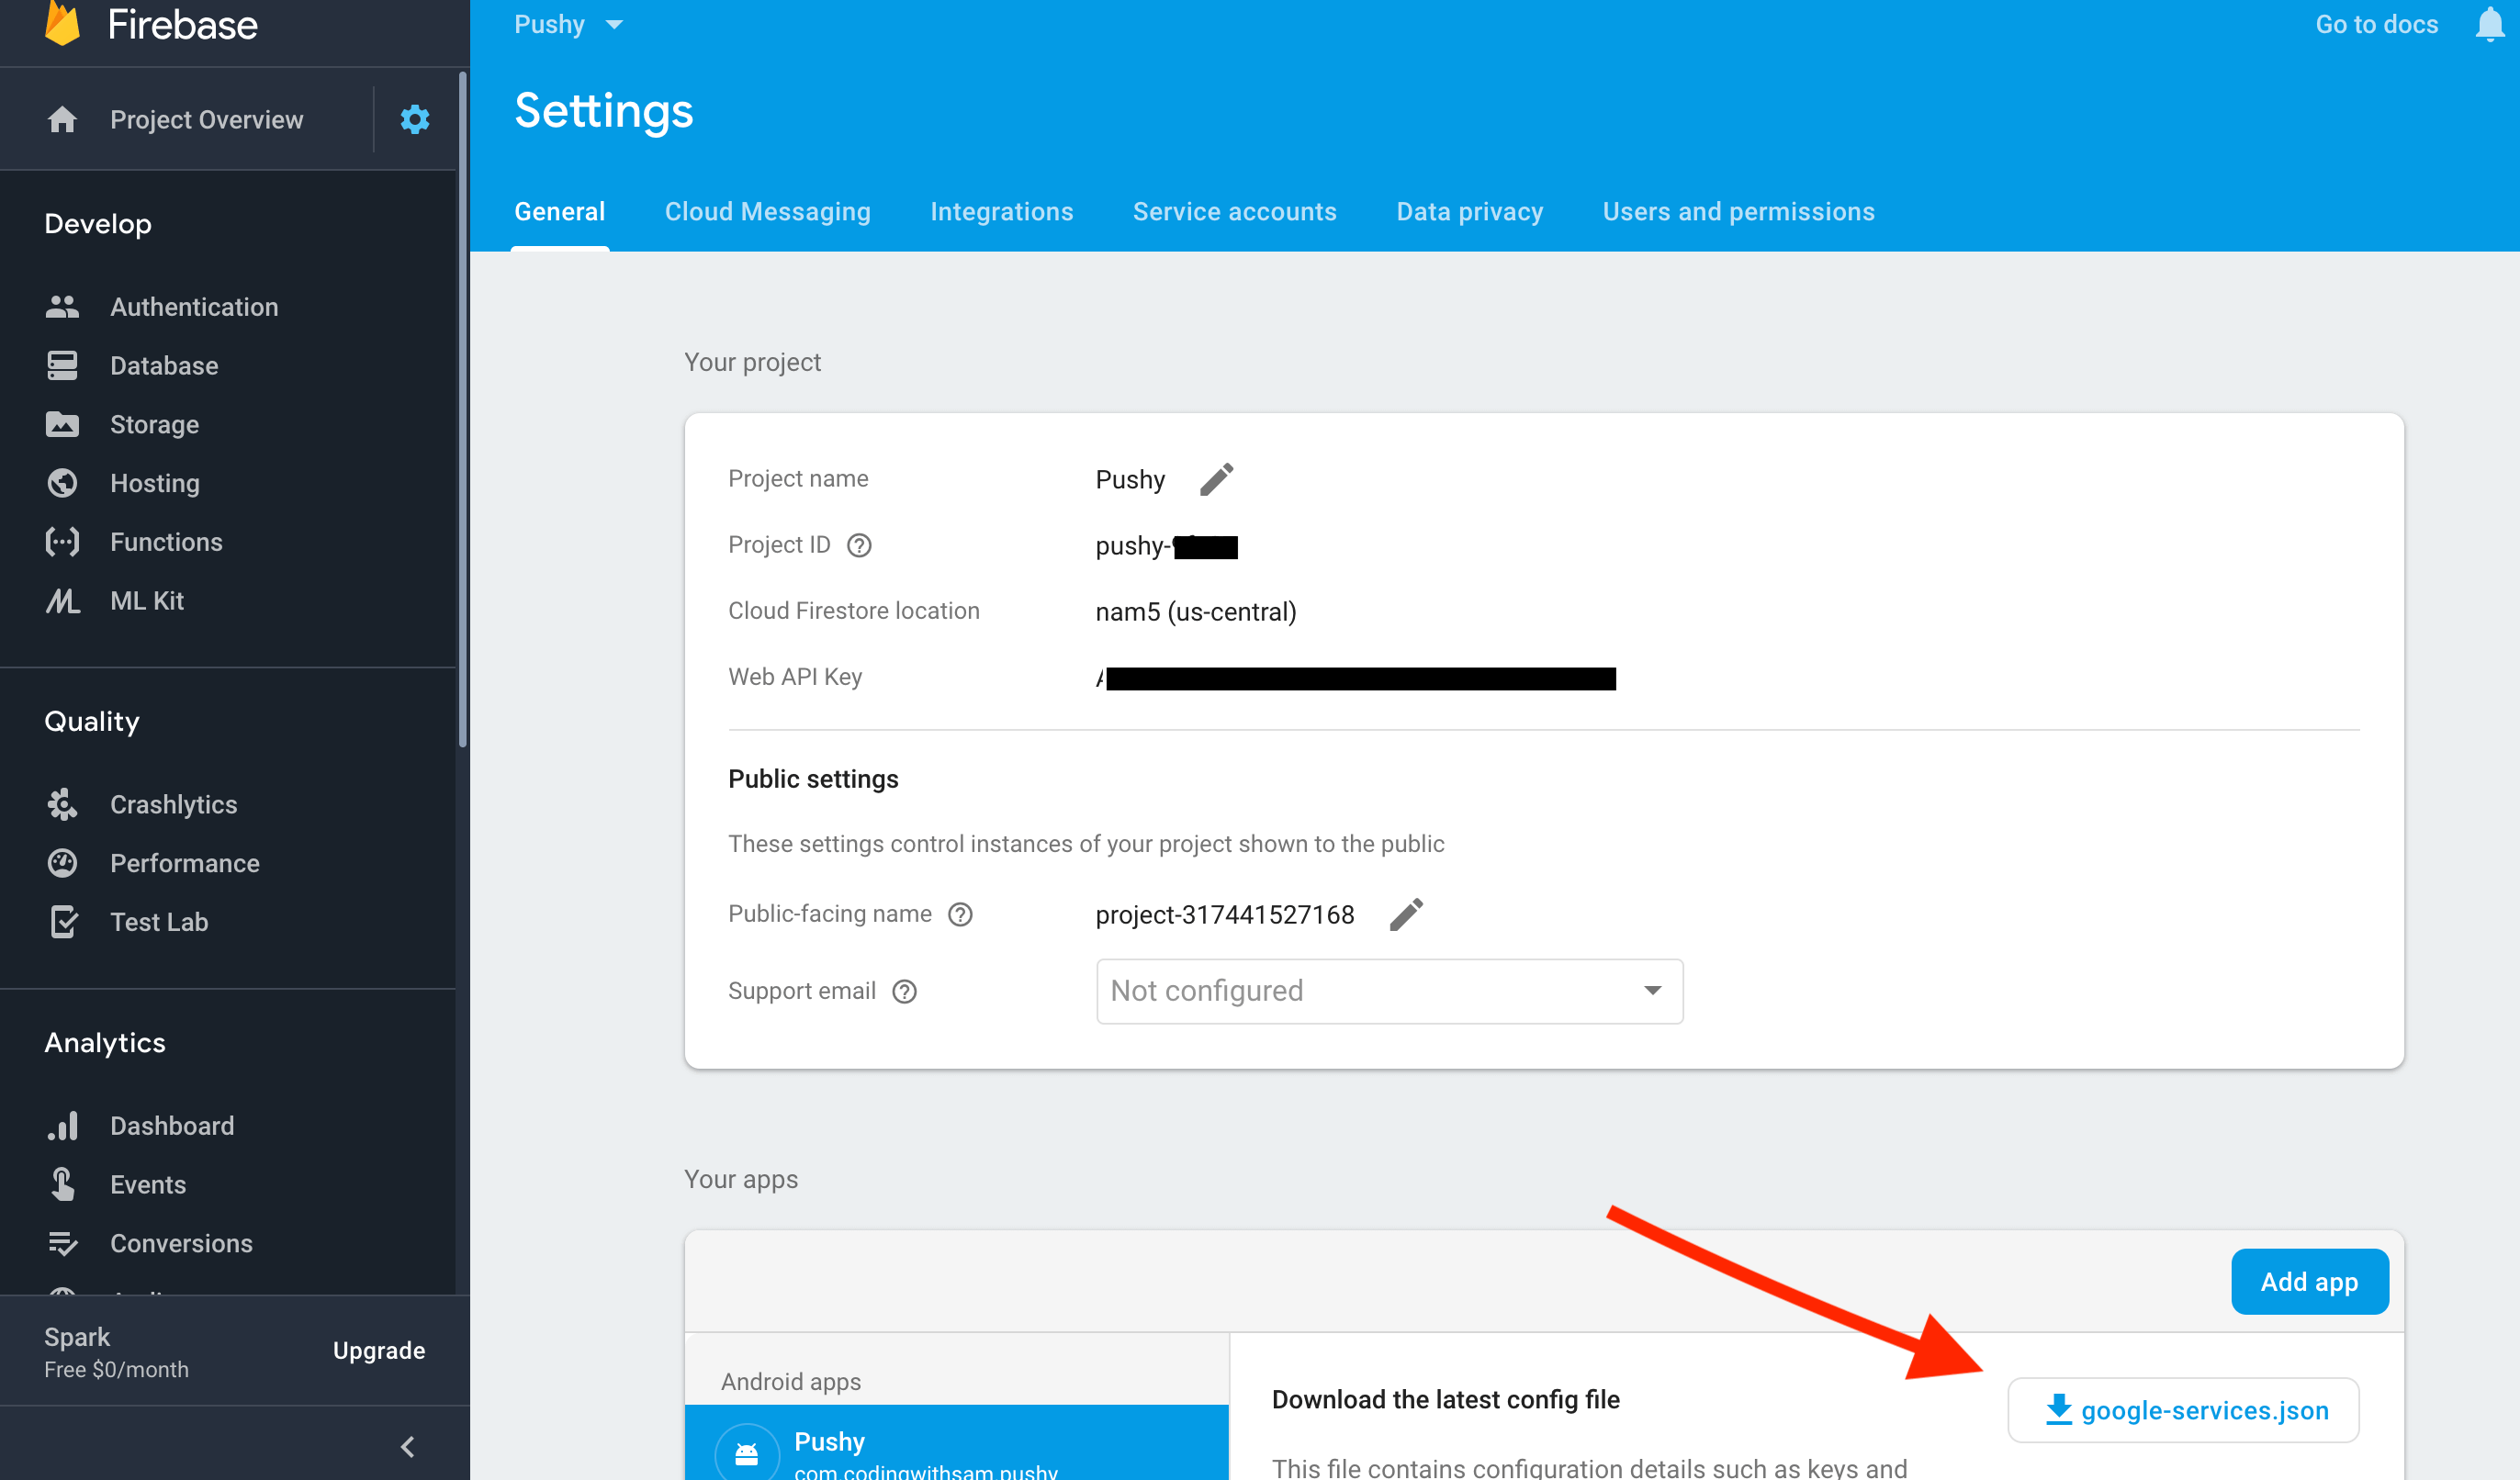 Firebase
Project Overview
Develop
Authentication
Database
Storage
Hosting
Functions
ML Kit
Quality
Crashlytics
Performance
Test Lab
Analytics
Dashboard
Events
Conversions
Spark
Free $0/month
Upgrade
Pushy
Go to docs
Settings
General Cloud Messaging Integrations Service accounts Data privacy Users and permissions
Your project
Project name Pushy
Project ID pushy-
Cloud Firestore location nam5 (us-central)
Web API Key
Public settings
These settings control instances of your project shown to the public
Public-facing name project-317441527168
Support email Not configured
Your apps
Add app
Android apps
Pushy
com.codingwithsam.pushy
Download the latest config file
google-services.json
This file contains configuration details such as keys and